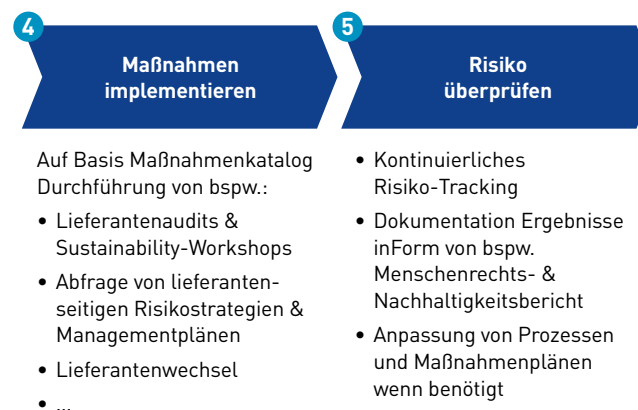 4
Maßnahmen
implementieren
Auf Basis Maßnahmenkatalog
Durchführung von bspw.:
• Lieferantenaudits &
Sustainability-Workshops
• Abfrage von lieferanten-
seitigen Risikostrategien &
Managementplänen
• Lieferantenwechsel
• ...
5
Risiko
überprüfen
• Kontinuierliches
Risiko-Tracking
• Dokumentation Ergebnisse
inForm von bspw.
Menschenrechts- &
Nachhaltigkeitsbericht
• Anpassung von Prozessen
und Maßnahmenplänen
wenn benötigt